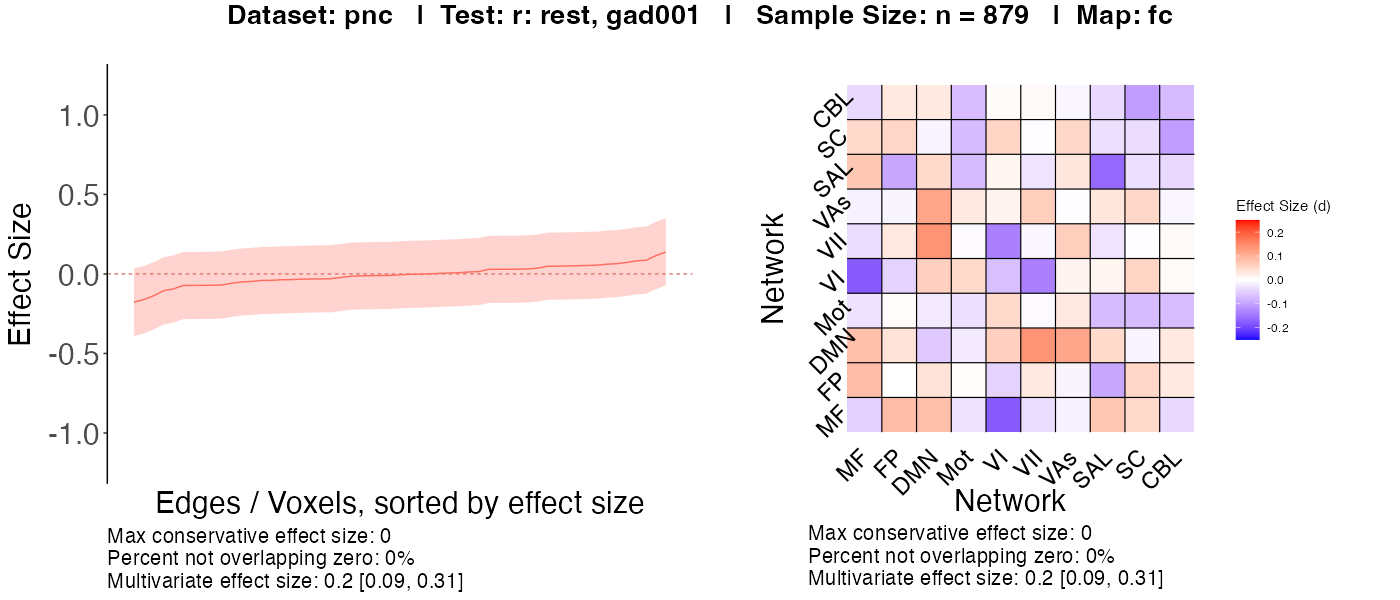 Dataset: pnc | Test: r: rest, gad001 | Sample Size: n = 879 | Map: fc
Effect Size
1.0
0.5
0.0
-0.5
-1.0
Edges / Voxels, sorted by effect size
Max conservative effect size: 0
Percent not overlapping zero: 0%
Multivariate effect size: 0.2 [0.09, 0.31]
Network
CBL
SC
SAL
VAs
VII
VI
Mot
DMN
FP
MF
MF FP DMN Mot VI VII VAs SAL SC CBL
Network
Max conservative effect size: 0
Percent not overlapping zero: 0%
Multivariate effect size: 0.2 [0.09, 0.31]
Effect Size (d)
0.2
0.1
0.0
-0.1
-0.2